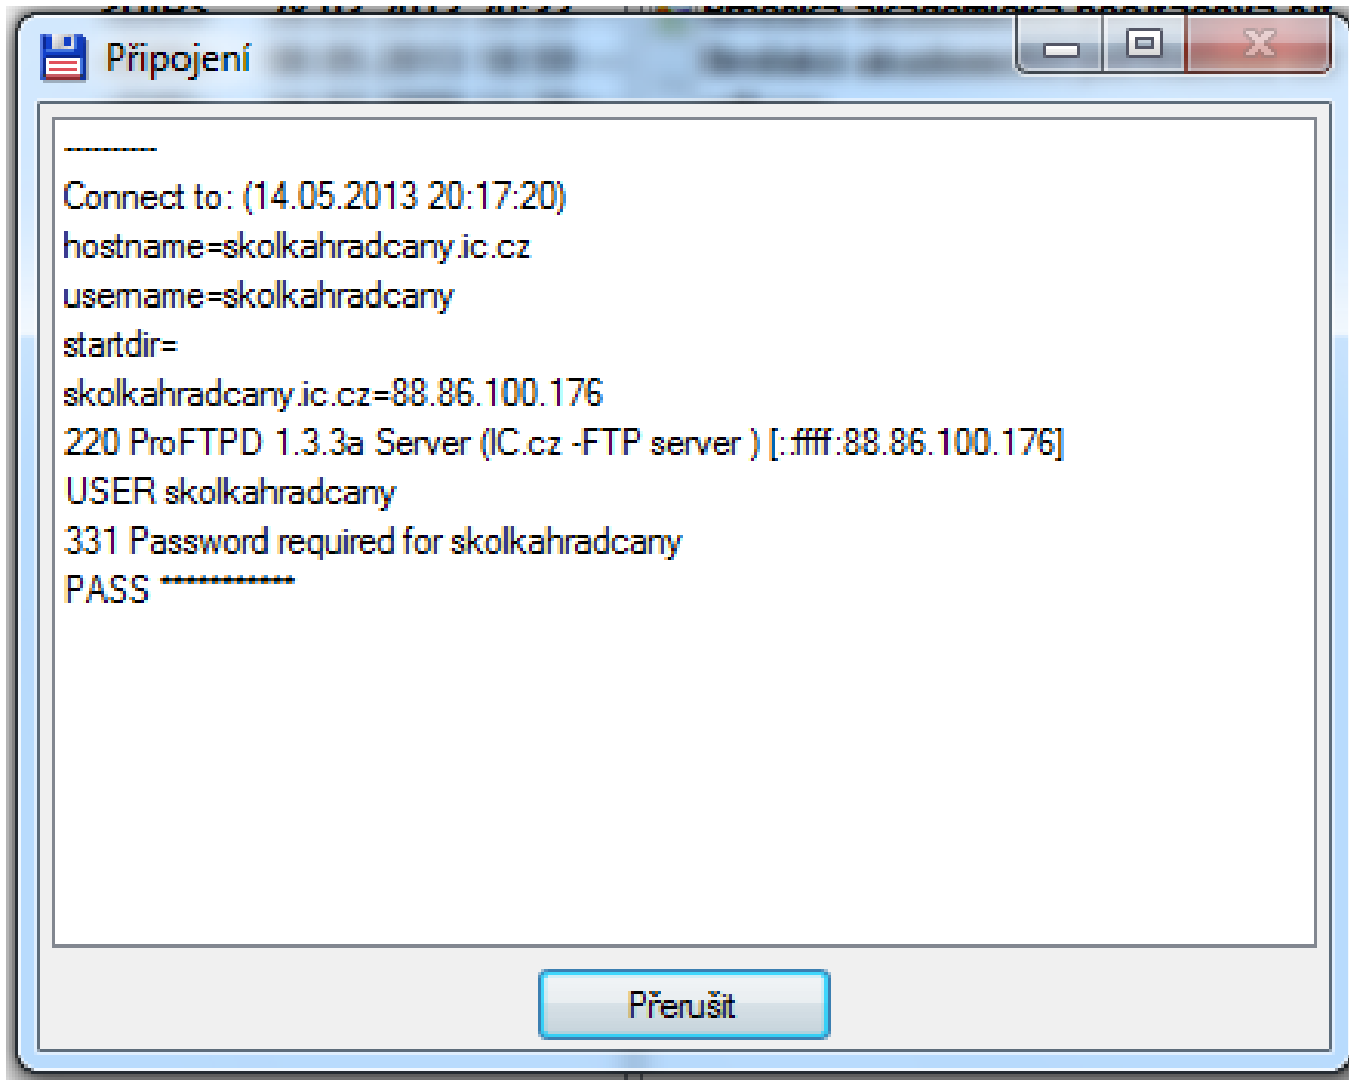 Připojení
----------
Connect to: (14.05.2013 20:17:20)
hostname=skolkahradcany.ic.cz
username=skolkahradcany
startdir=
skolkahradcany.ic.cz=88.86.100.176
220 ProFTPD 1.3.3a Server (IC.cz -FTP server ) [::ffff:88.86.100.176]
USER skolkahradcany
331 Password required for skolkahradcany
PASS ***********
Přerušit